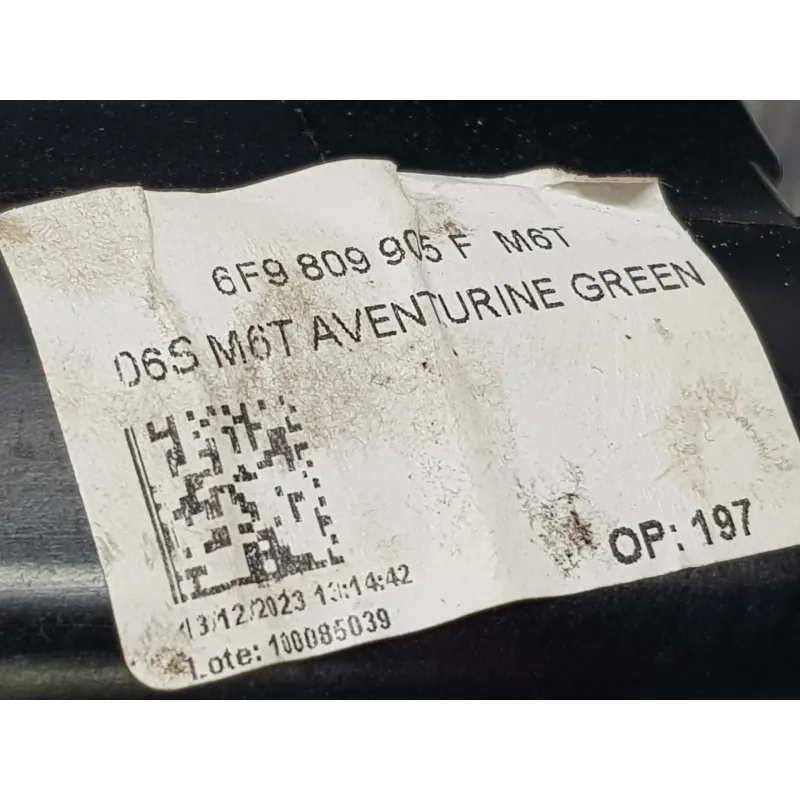 6F9 809 905 F M6T
06S M6T AVENTURINE GREEN
OP: 197
13/12/2023 13:14:42
Lote: 100085039